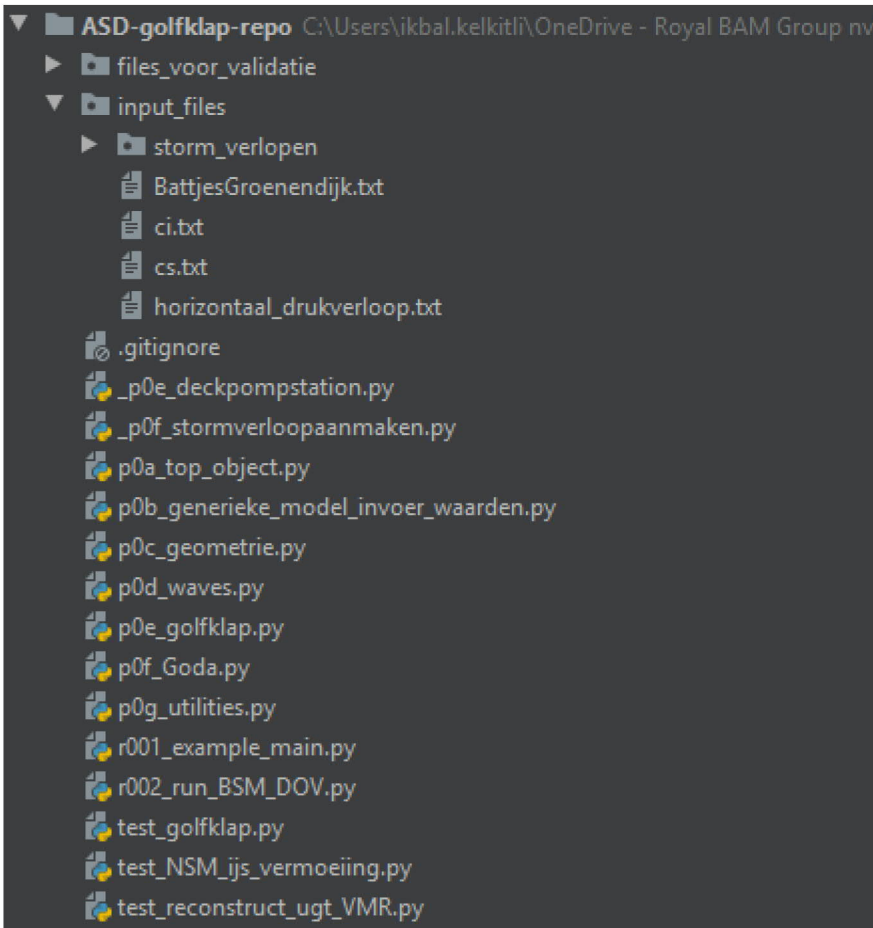 ASD-golfklap-repo C:\Users\ikbal.kelkitli\OneDrive - Royal BAM Group nv
files_voor_validatie
input_files
storm_verlopen
BattjesGroenendijk.txt
ci.txt
cs.txt
horizontaal_drukverloop.txt
.gitignore
_p0e_deckpompstation.py
_p0f_stormverloopaanmaken.py
p0a_top_object.py
p0b_generieke_model_invoer_waarden.py
p0c_geometrie.py
p0d_waves.py
p0e_golfklap.py
p0f_Goda.py
p0g_utilities.py
r001_example_main.py
r002_run_BSM_DOV.py
test_golfklap.py
test_NSM_ijs_vermoeiing.py
test_reconstruct_ugt_VMR.py